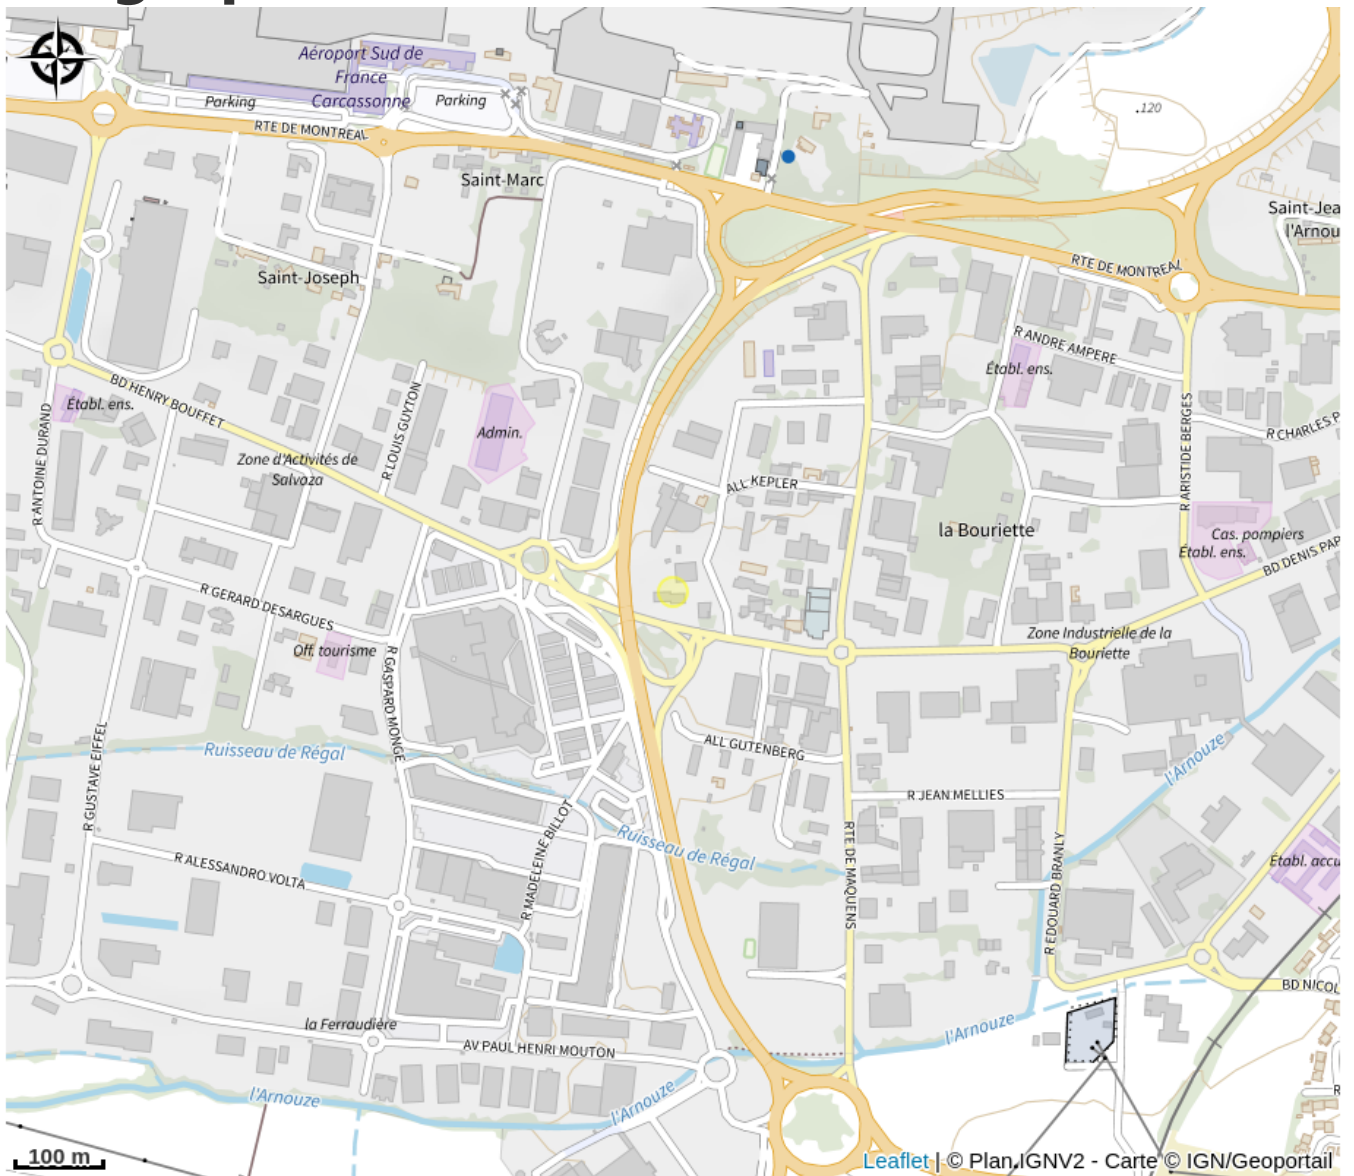 Aéroport Sud de
France
Carcassonne
Parking
Parking
.120
RTE DE MONTREAL
Saint-Marc
Saint-Jea
l'Arnou
Saint-Joseph
RTE DE MONTREAL
R ANDRE AMPERE
Établ. ens.
BD HENRY BOUFFET
Établ. ens.
R ANTOINE DURAND
R LOUIS GUYTON
Admin.
R ARISTIDE BERGES
R CHARLES P
Zone d'Activités de
Salvaza
ALL KEPLER
la Bouriette
Cas. pompiers
Établ. ens.
BD DENIS PAP
R GERARD DESARGUES
Off. tourisme
Zone Industrielle de la
Bouriette
R GASPARD MONGE
R GUSTAVE EIFFEL
Ruisseau de Régal
ALL GUTENBERG
l'Arnouze
R JEAN MELLIES
R MADELEINE BILLOT
Ruisseau de Régal
RTE DE MAQUENS
R EDOUARD BRANLY
Établ. accu
R ALESSANDRO VOLTA
BD NICOL
la Ferraudière
l'Arnouze
AV PAUL HENRI MOUTON
l'Arnouze
l'Arnouze
R
100 m
Leaflet | © Plan IGNV2 - Carte © IGN/Geoportail